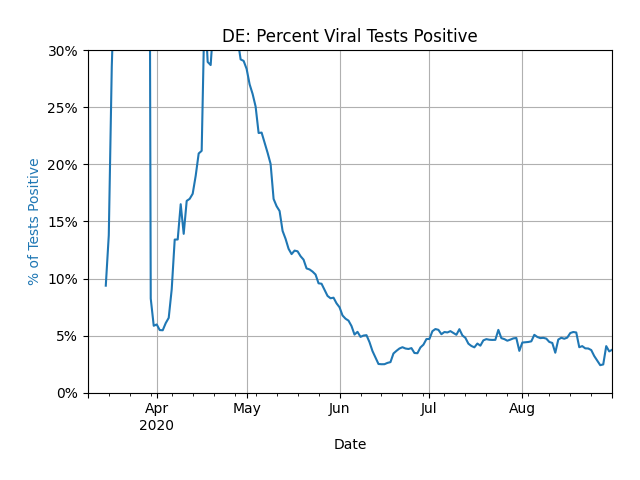 DE: Percent Viral Tests Positive
30%
25%
20%
15%
10%
5%
0%
% of Tests Positive
Apr
2020
May
Jun
Jul
Aug
Date